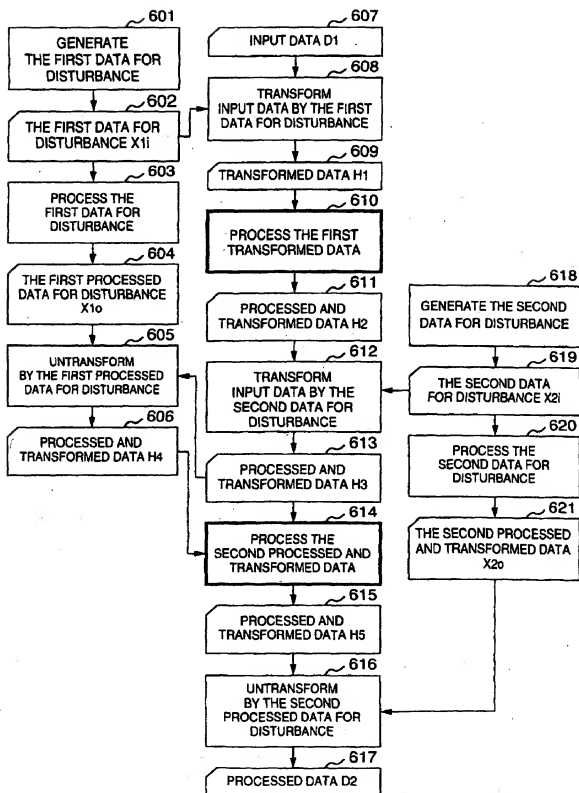 601
GENERATE
THE FIRST DATA FOR
DISTURBANCE
602
THE FIRST DATA FOR
DISTURBANCE X1i
603
PROCESS THE
FIRST DATA FOR
DISTURBANCE
604
THE FIRST PROCESSED
DATA FOR DISTURBANCE
X1o
605
UNTRANSFORM
BY THE FIRST PROCESSED
DATA FOR DISTURBANCE
606
PROCESSED AND
TRANSFORMED DATA H4
607
INPUT DATA D1
608
TRANSFORM
INPUT DATA BY THE FIRST
DATA FOR DISTURBANCE
609
TRANSFORMED DATA H1
610
PROCESS THE FIRST
TRANSFORMED DATA
611
PROCESSED AND
TRANSFORMED DATA H2
612
TRANSFORM
INPUT DATA BY THE
SECOND DATA FOR
DISTURBANCE
613
PROCESSED AND
TRANSFORMED DATA H3
614
PROCESS THE
SECOND PROCESSED AND
TRANSFORMED DATA
615
PROCESSED AND
TRANSFORMED DATA H5
616
UNTRANSFORM
BY THE SECOND
PROCESSED DATA FOR
DISTURBANCE
617
PROCESSED DATA D2
618
GENERATE THE SECOND
DATA FOR DISTURBANCE
619
THE SECOND DATA
FOR DISTURBANCE X2i
620
PROCESS THE
SECOND DATA FOR
DISTURBANCE
621
THE SECOND PROCESSED
AND TRANSFORMED DATA
X2o